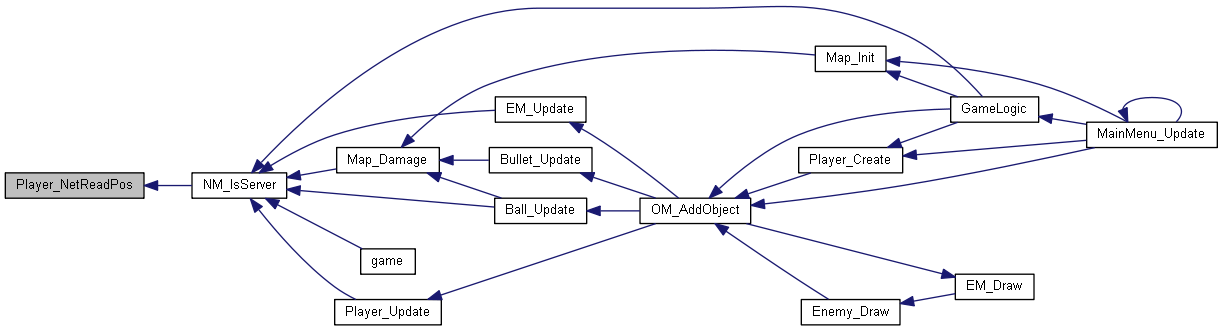 Player_NetReadPos
NM_IsServer
EM_Update
Map_Damage
Bullet_Update
Ball_Update
game
Player_Update
Map_Init
GameLogic
Player_Create
OM_AddObject
MainMenu_Update
EM_Draw
Enemy_Draw